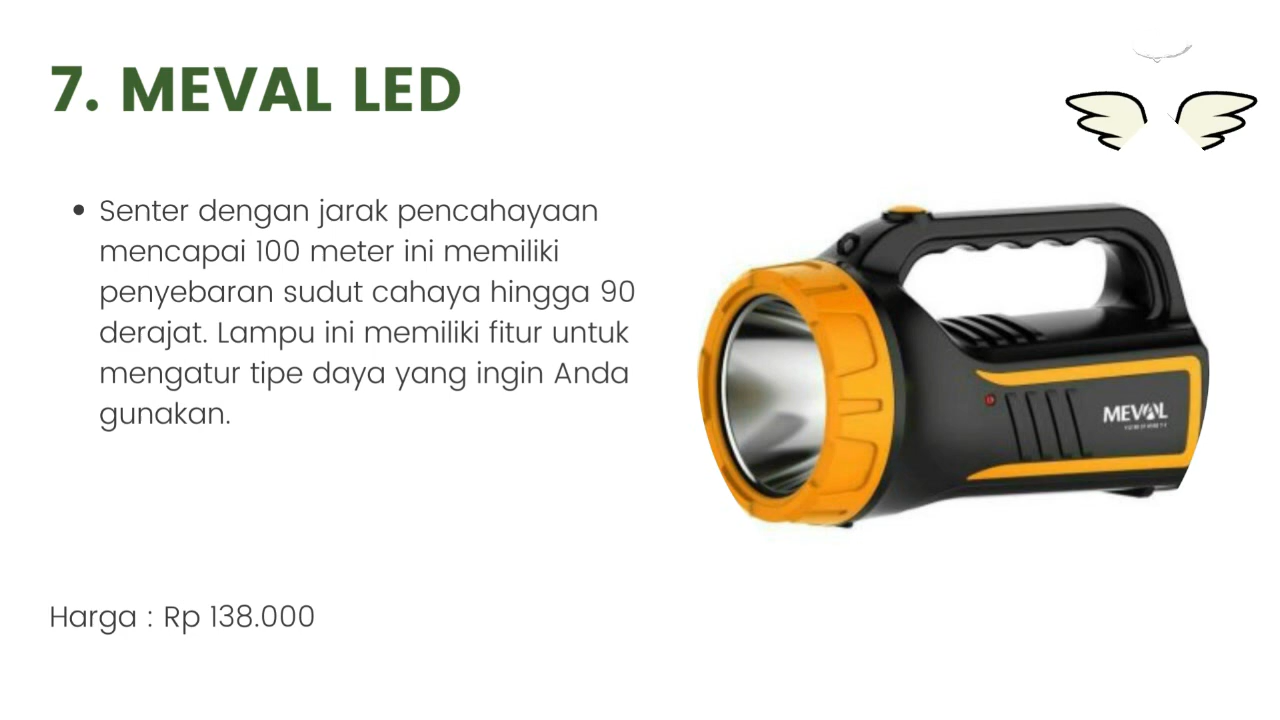 7. MEVAL LED
• Senter dengan jarak pencahayaan
mencapai 100 meter ini memiliki
penyebaran sudut cahaya hingga 90
derajat. Lampu ini memiliki fitur untuk
mengatur tipe daya yang ingin Anda
gunakan.
MEVAL
Harga : Rp 138.000